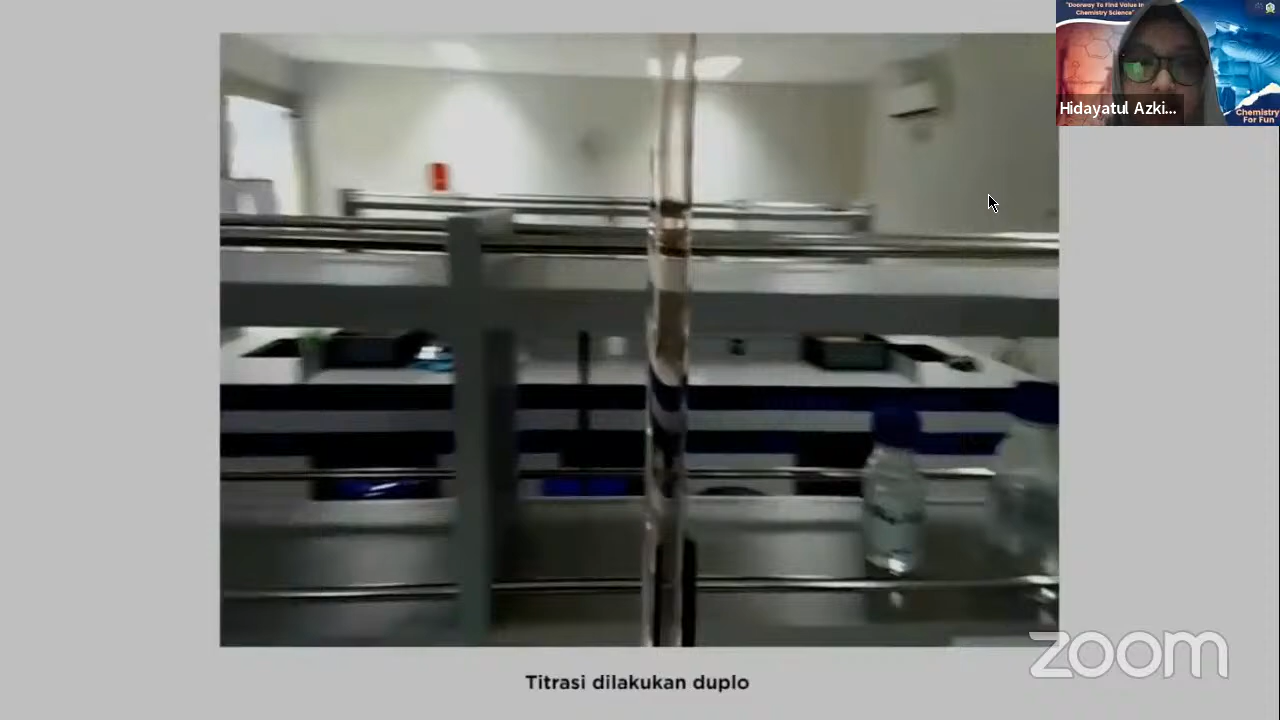 "Doorway To Find Value In
Chemistry Science"
Hidayatul Azki...
Chemistry
For Fun
zoom
Titrasi dilakukan duplo